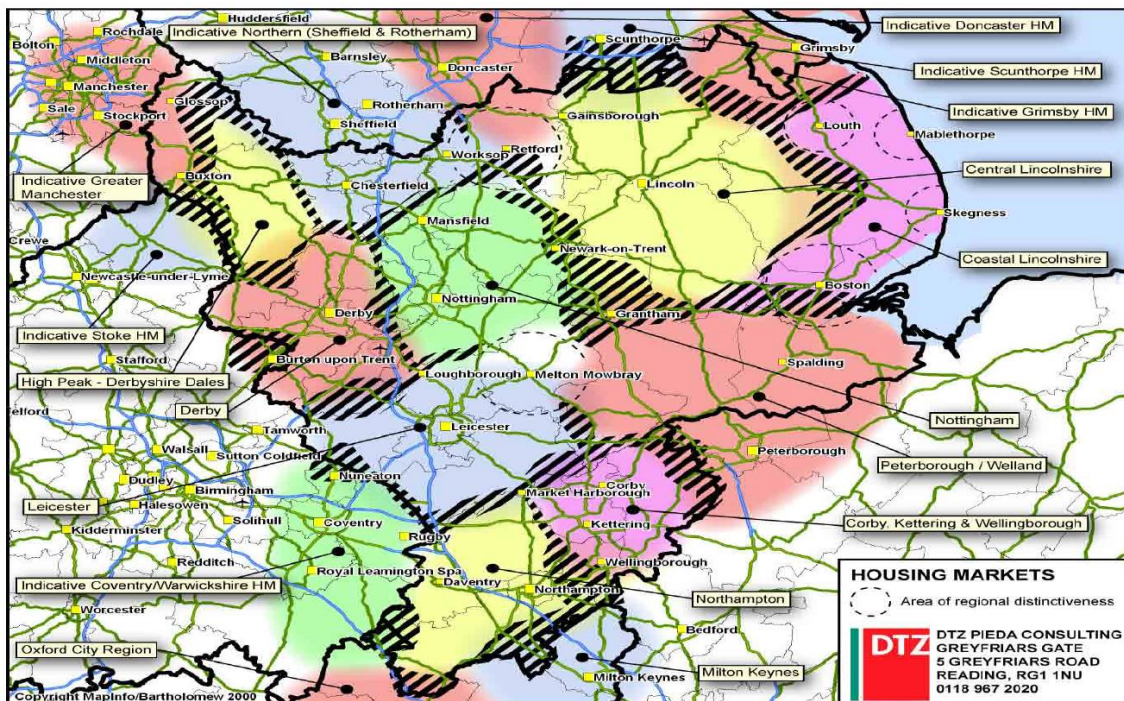 Huddersfield
Indicative Doncaster HM
Rochdale
Indicative Northern (Sheffield & Rotherham)
Bolton
Scunthorpe
Grimsby
Middleton
Barnsley
Doncaster
Indicative Scunthorpe HM
Manchester
Glossop
Rotherham
Sale
Stockport
Gainsborough
Indicative Grimsby HM
Sheffield
Louth
Mablethorpe
Worksop
Retford
Central Lincolnshire
Indicative Greater
Manchester
Buxton
Chesterfield
Lincoln
Mansfield
Skegness
Crewe
Newark-on-Trent
Coastal Lincolnshire
Newcastle-under-Lyme
Boston
Nottingham
Derby
Grantham
Indicative Stoke HM
Stafford
Burton upon Trent
Spalding
High Peak - Derbyshire Dales
Loughborough
Melton Mowbray
Derby
Nottingham
elford
Tamworth
Leicester
Walsall
Sutton Coldfield
Peterborough
Peterborough / Welland
Nuneaton
Dudley
Birmingham
Market Harborough
Corby
Leicester
Halesowen
Kidderminster
Solihull
Coventry
Rugby
Kettering
Corby, Kettering & Wellingborough
Redditch
Wellingborough
Indicative Coventry/Warwickshire HM
Royal Leamington Spa
Daventry
Northampton
Northampton
Worcester
Bedford
Oxford City Region
Milton Keynes
Milton Keynes
HOUSING MARKETS
Area of regional distinctiveness
DTZ
DTZ PIEDA CONSULTING
GREYFRIARS GATE
5 GREYFRIARS ROAD
READING, RG1 1NU
0118 967 2020
Copyright MapInfo/Bartholomew 2000